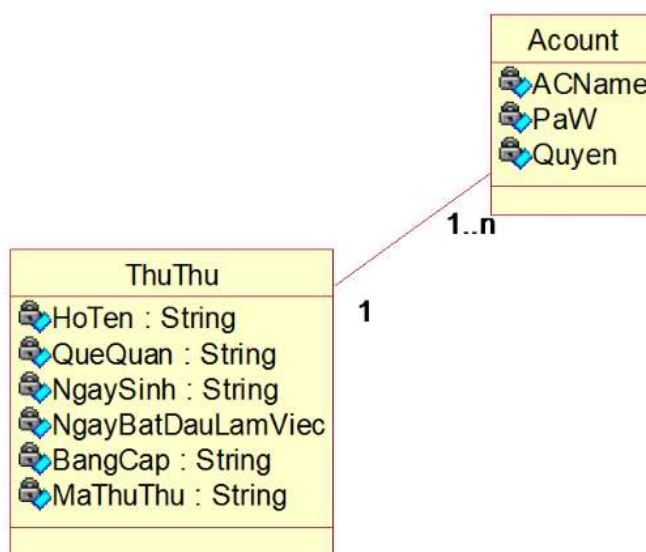 Acount
ACName
PaW
Quyen
1..n
1
ThuThu
HoTen : String
QueQuan : String
NgaySinh : String
NgayBatDauLamViec
BangCap : String
MaThuThu : String